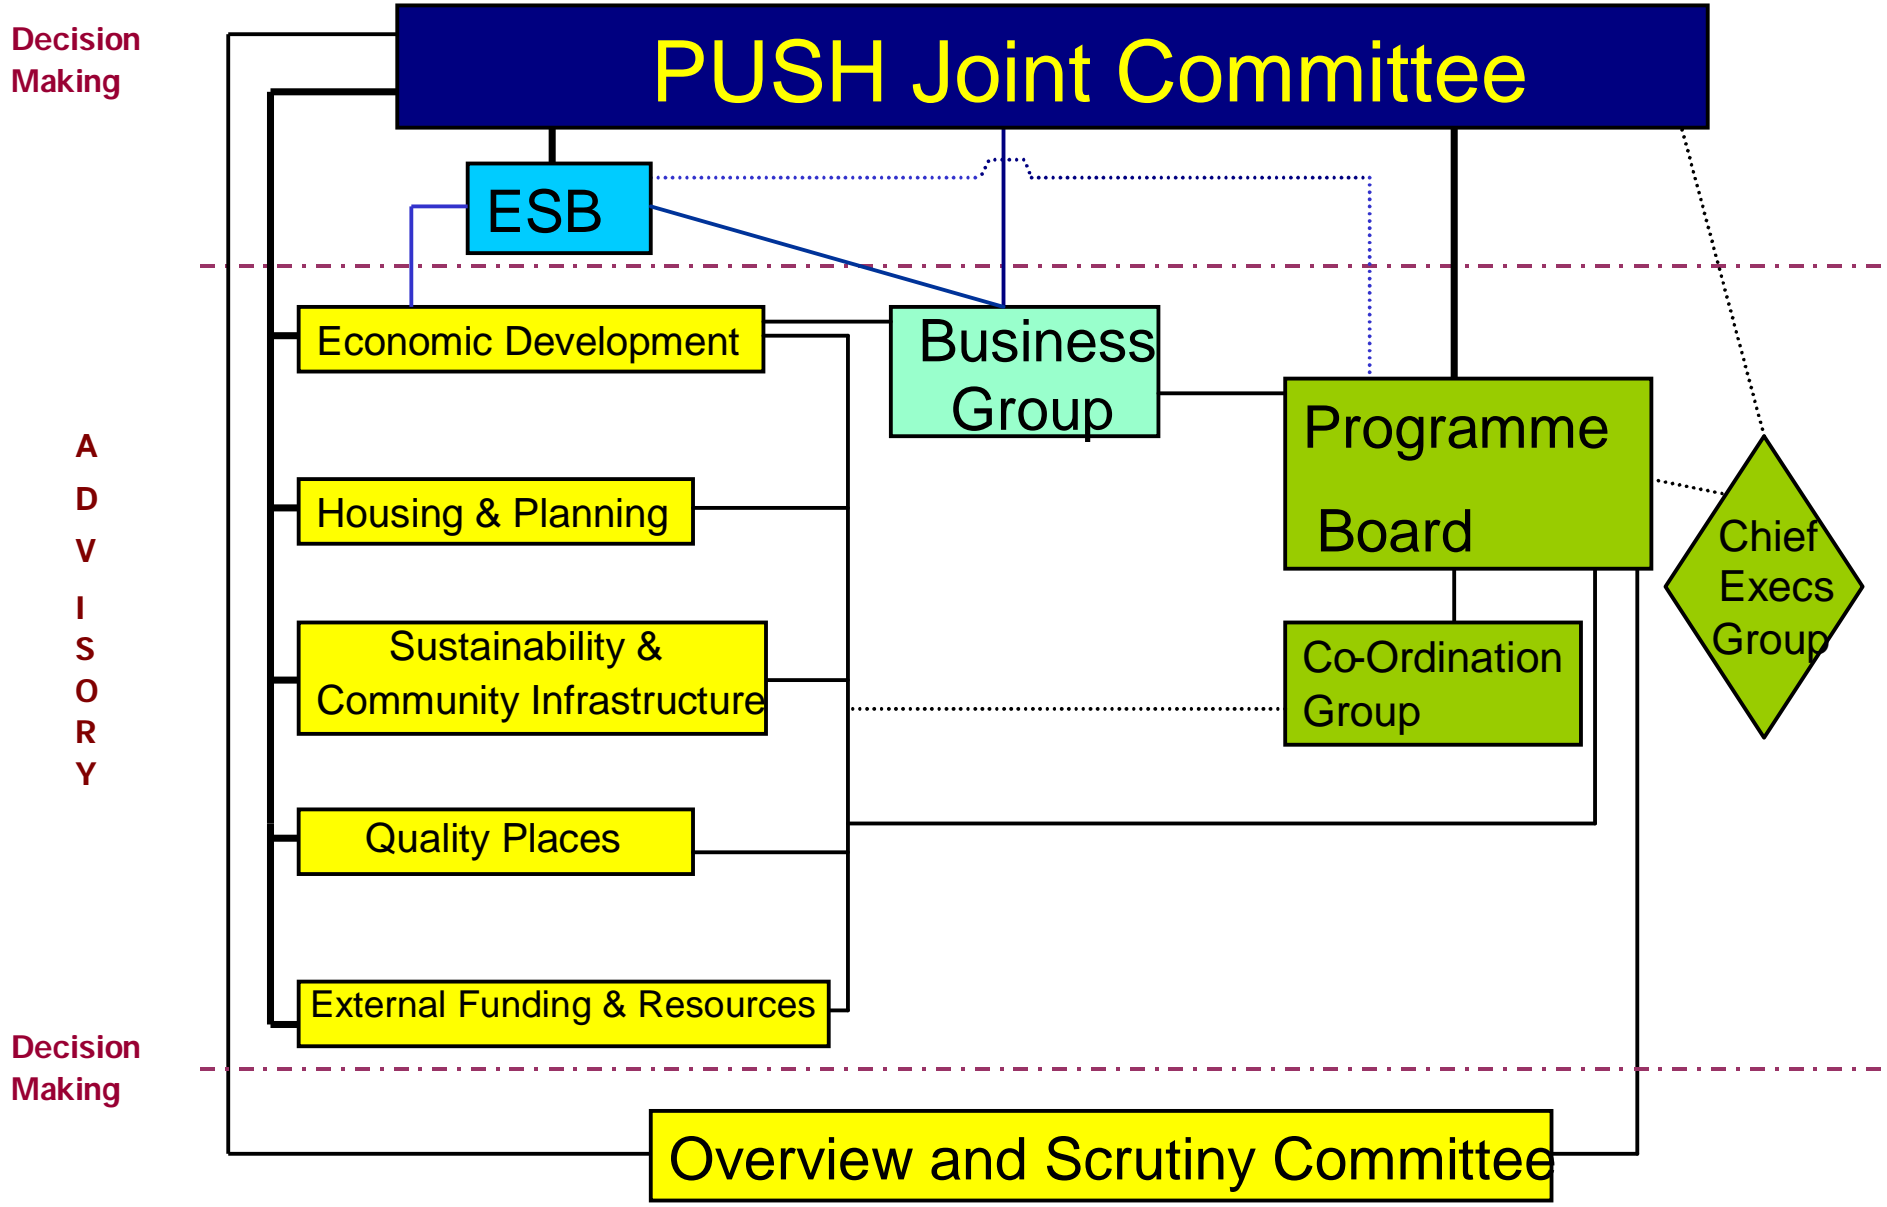 Decision
Making
PUSH Joint Committee
ESB
Economic Development
Business
Group
Programme
Board
A
D
V
I
S
O
R
Y
Housing & Planning
Chief
Execs
Group
Sustainability &
Community Infrastructure
Co-Ordination
Group
Quality Places
External Funding & Resources
Decision
Making
Overview and Scrutiny Committee